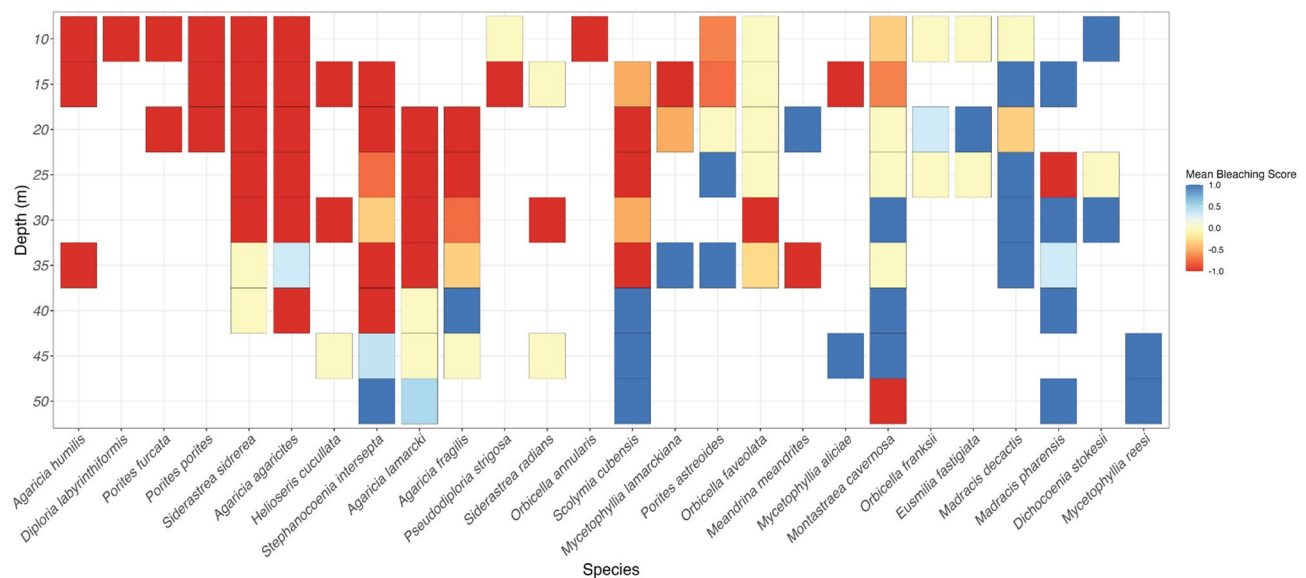 Depth (m)
10
15
20
25
30
35
40
45
50
Mean Bleaching Score
1.0
0.5
0.0
-0.5
-1.0
Agaricia humilis
Diploria labyrinthiformis
Porites furcata
Porites porites
Siderastrea sidrerea
Agaricia agaricites
Helioseris cucullata
Stephanocoenia intersepta
Agaricia lamarcki
Agaricia fragilis
Pseudodiploria strigosa
Siderastrea radians
Orbicella annularis
Scolymia cubensis
Mycetophyllia lamarckiana
Porites astreoides
Orbicella faveolata
Meandrina meandrites
Mycetophyllia aliciae
Montastraea cavernosa
Orbicella franksii
Eusmilia fastigiata
Madracis decactis
Madracis pharensis
Dichocoenia stokesii
Mycetophyllia reesi
Species